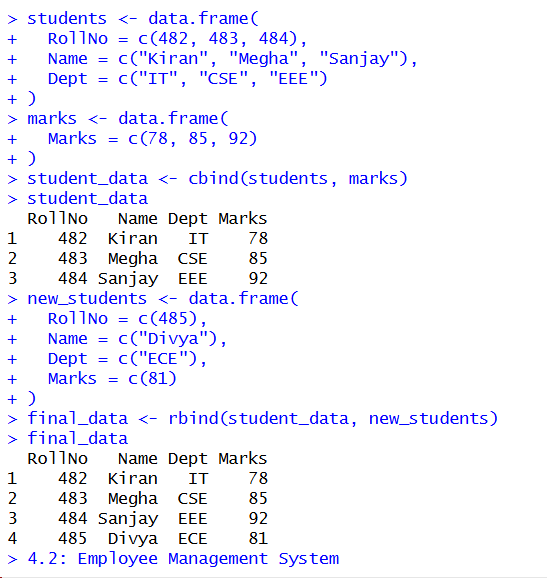 > students <- data.frame(
+   RollNo = c(482, 483, 484),
+   Name = c("Kiran", "Megha", "Sanjay"),
+   Dept = c("IT", "CSE", "EEE")
+ )
> marks <- data.frame(
+   Marks = c(78, 85, 92)
+ )
> student_data <- cbind(students, marks)
> student_data
  RollNo   Name Dept Marks
1    482  Kiran   IT    78
2    483  Megha  CSE    85
3    484 Sanjay  EEE    92
> new_students <- data.frame(
+   RollNo = c(485),
+   Name = c("Divya"),
+   Dept = c("ECE"),
+   Marks = c(81)
+ )
> final_data <- rbind(student_data, new_students)
> final_data
  RollNo   Name Dept Marks
1    482  Kiran   IT    78
2    483  Megha  CSE    85
3    484 Sanjay  EEE    92
4    485  Divya  ECE    81
> 4.2: Employee Management System